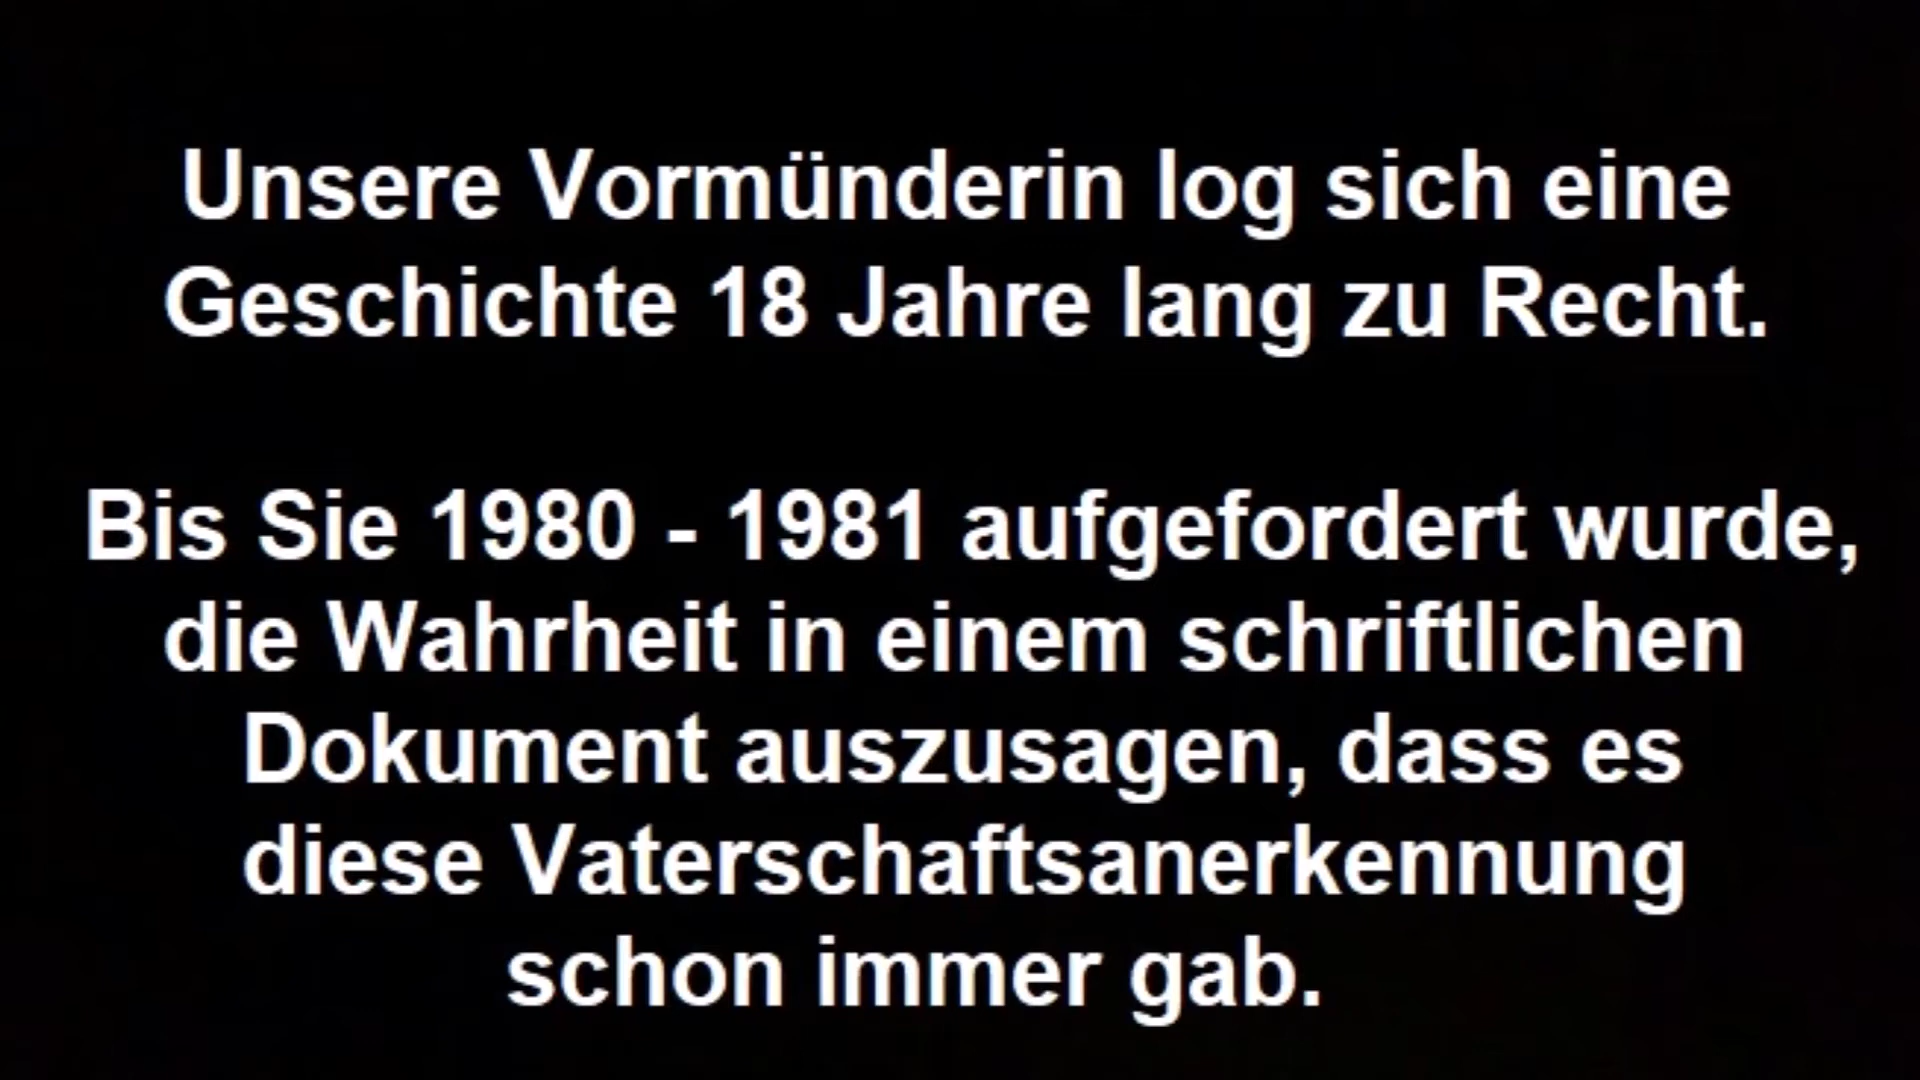 Unsere Vormünderin log sich eine
Geschichte 18 Jahre lang zu Recht.
Bis Sie 1980 - 1981 aufgefordert wurde,
die Wahrheit in einem schriftlichen
Dokument auszusagen, dass es
diese Vaterschaftsanerkennung
schon immer gab.